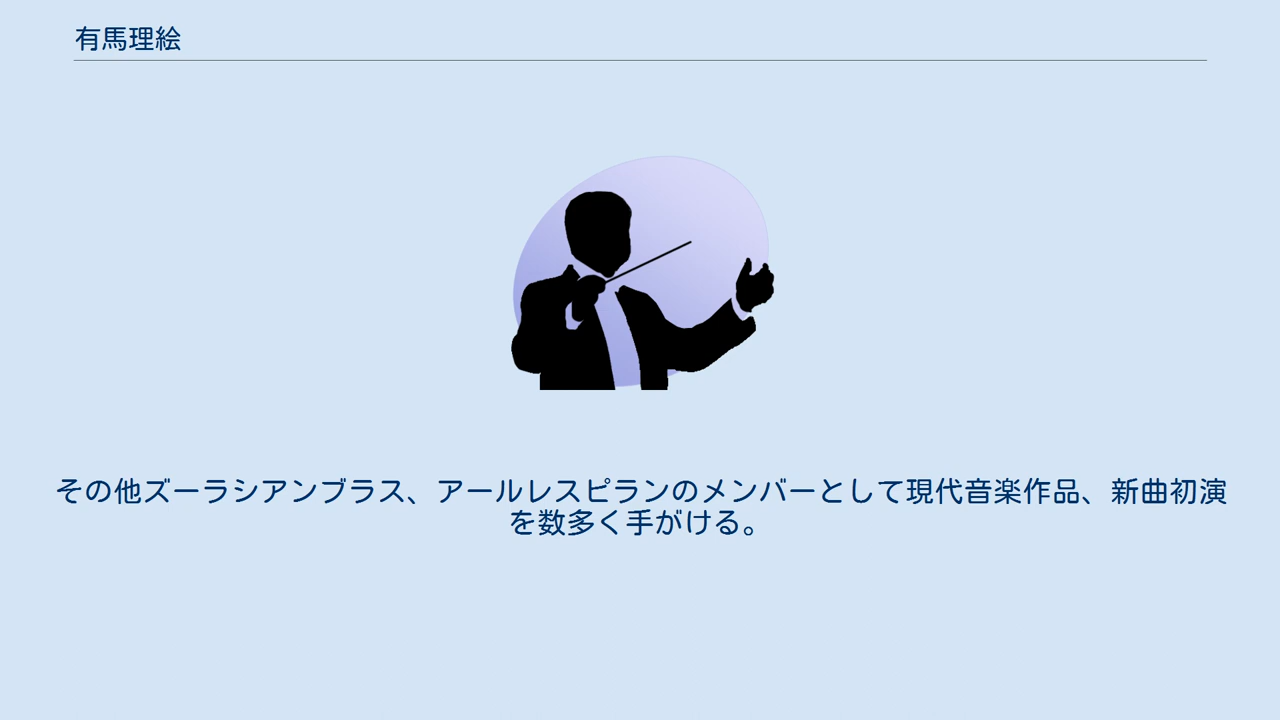 有馬理絵
その他ズーラシアンブラス、アールレスピランのメンバーとして現代音楽作品、新曲初演
を数多く手がける。